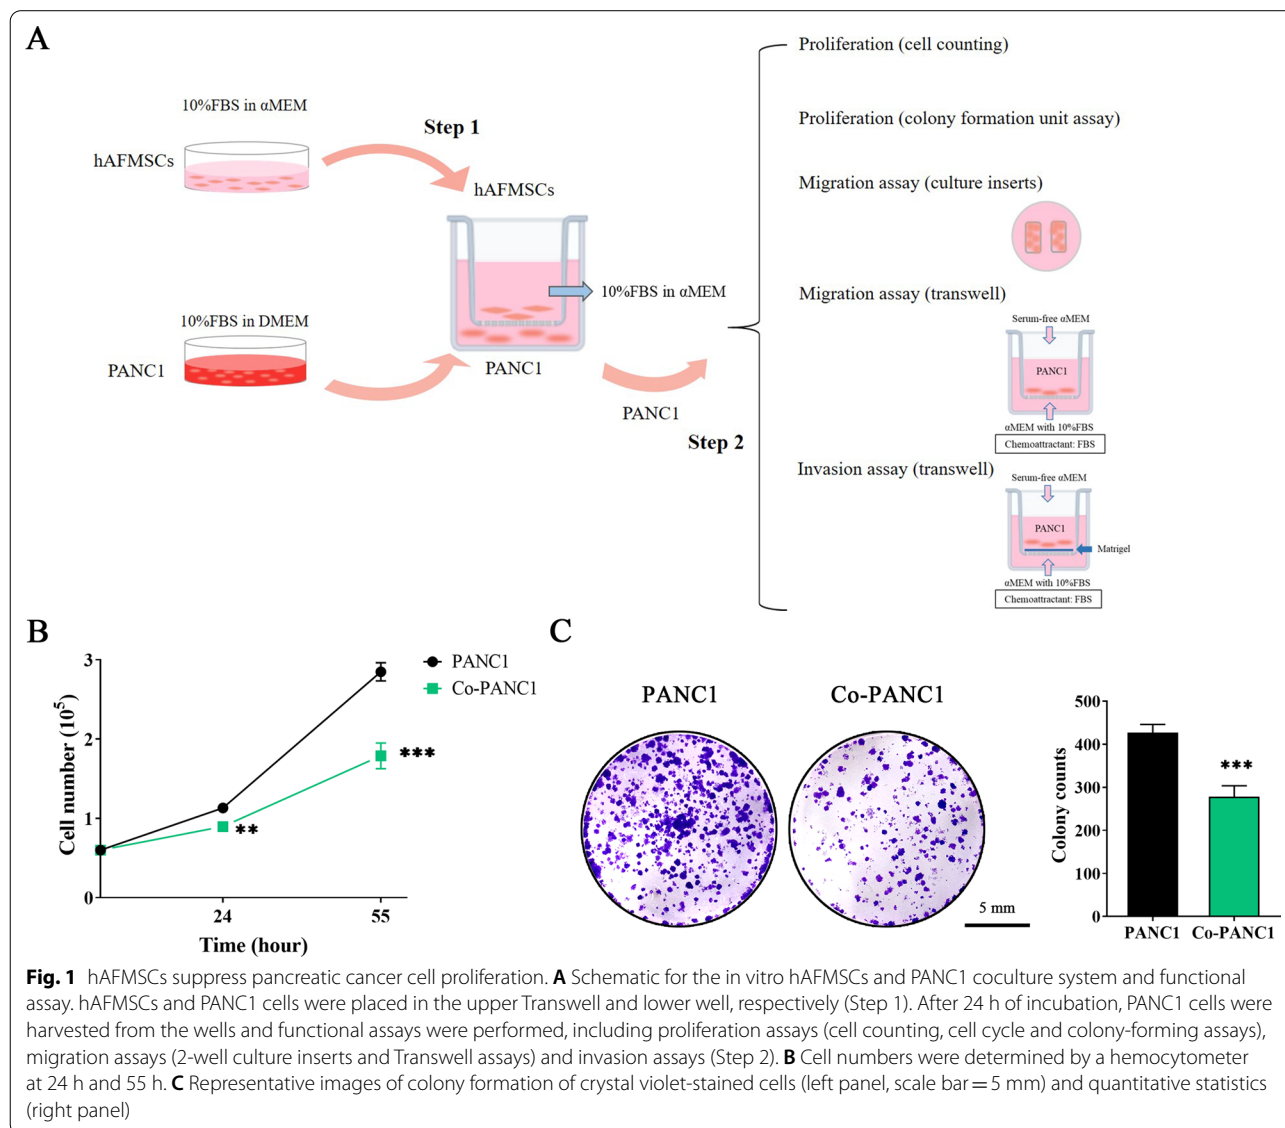 A
10%FBS in αMEM
hAFMSCs
Step 1
hAFMSCs
10%FBS in αMEM
10%FBS in DMEM
PANC1
PANC1
PANC1
Step 2
Proliferation (cell counting)
Proliferation (colony formation unit assay)
Migration assay (culture inserts)
Migration assay (transwell)
Serum-free αMEM
PANC1
αMEM with 10%FBS
Chemoattractant: FBS
Invasion assay (transwell)
Serum-free αMEM
PANC1
Matrigel
αMEM with 10%FBS
Chemoattractant: FBS
B
Cell number (10⁵)
3
2
1
0
24
55
Time (hour)
PANC1
Co-PANC1
**
***
C
PANC1
Co-PANC1
5 mm
Colony counts
500
400
300
200
100
0
***
PANC1
Co-PANC1
Fig. 1 hAFMSCs suppress pancreatic cancer cell proliferation. A Schematic for the in vitro hAFMSCs and PANC1 coculture system and functional
assay. hAFMSCs and PANC1 cells were placed in the upper Transwell and lower well, respectively (Step 1). After 24 h of incubation, PANC1 cells were
harvested from the wells and functional assays were performed, including proliferation assays (cell counting, cell cycle and colony-forming assays),
migration assays (2-well culture inserts and Transwell assays) and invasion assays (Step 2). B Cell numbers were determined by a hemocytometer
at 24 h and 55 h. C Representative images of colony formation of crystal violet-stained cells (left panel, scale bar = 5 mm) and quantitative statistics
(right panel)